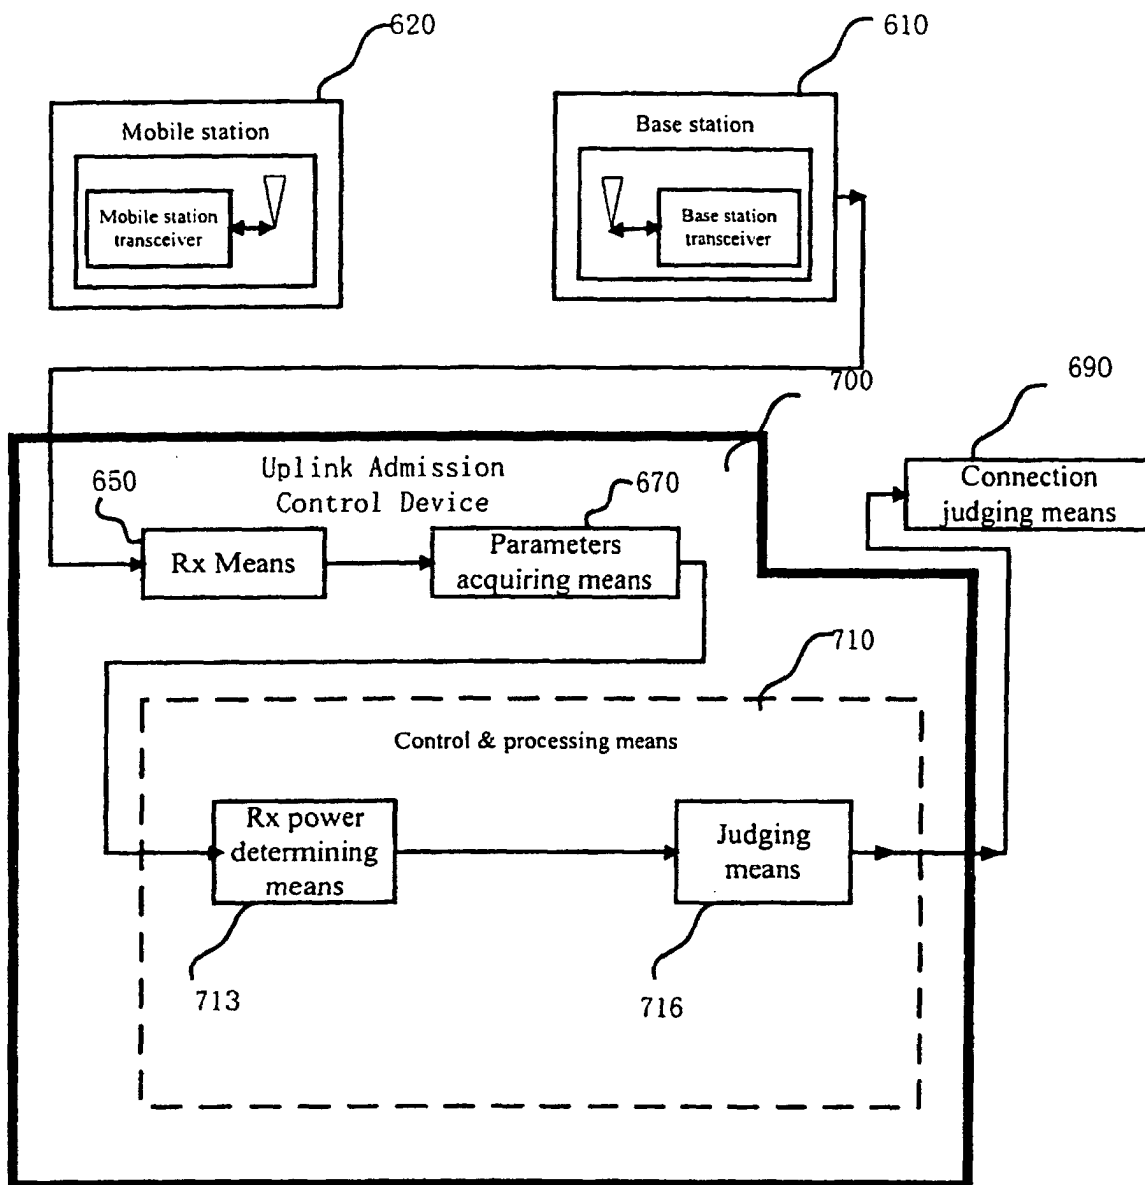 620
610
Mobile station
Mobile station
transceiver
Base station
Base station
transceiver
700
690
Connection
judging means
Uplink Admission
Control Device
650
Rx Means
670
Parameters
acquiring means
710
Control & processing means
Rx power
determining
means
Judging
means
713
716